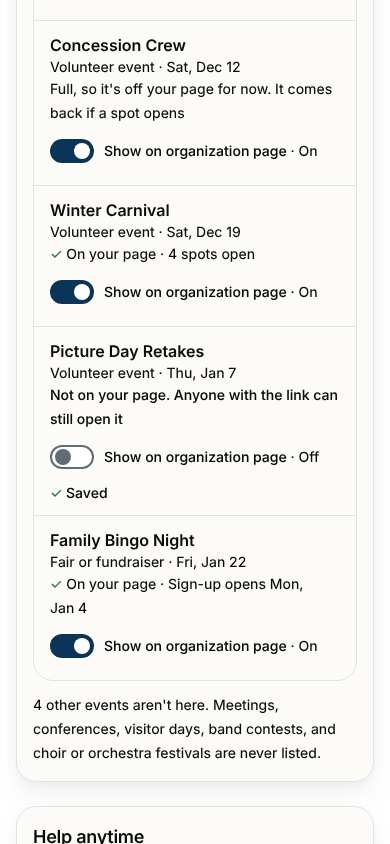 Concession Crew
Volunteer event · Sat, Dec 12
Full, so it's off your page for now. It comes
back if a spot opens
Show on organization page · On
Winter Carnival
Volunteer event · Sat, Dec 19
✓ On your page · 4 spots open
Show on organization page · On
Picture Day Retakes
Volunteer event · Thu, Jan 7
Not on your page. Anyone with the link can
still open it
Show on organization page · Off
✓ Saved
Family Bingo Night
Fair or fundraiser · Fri, Jan 22
✓ On your page · Sign-up opens Mon,
Jan 4
Show on organization page · On
4 other events aren't here. Meetings,
conferences, visitor days, band contests, and
choir or orchestra festivals are never listed.
Help anytime